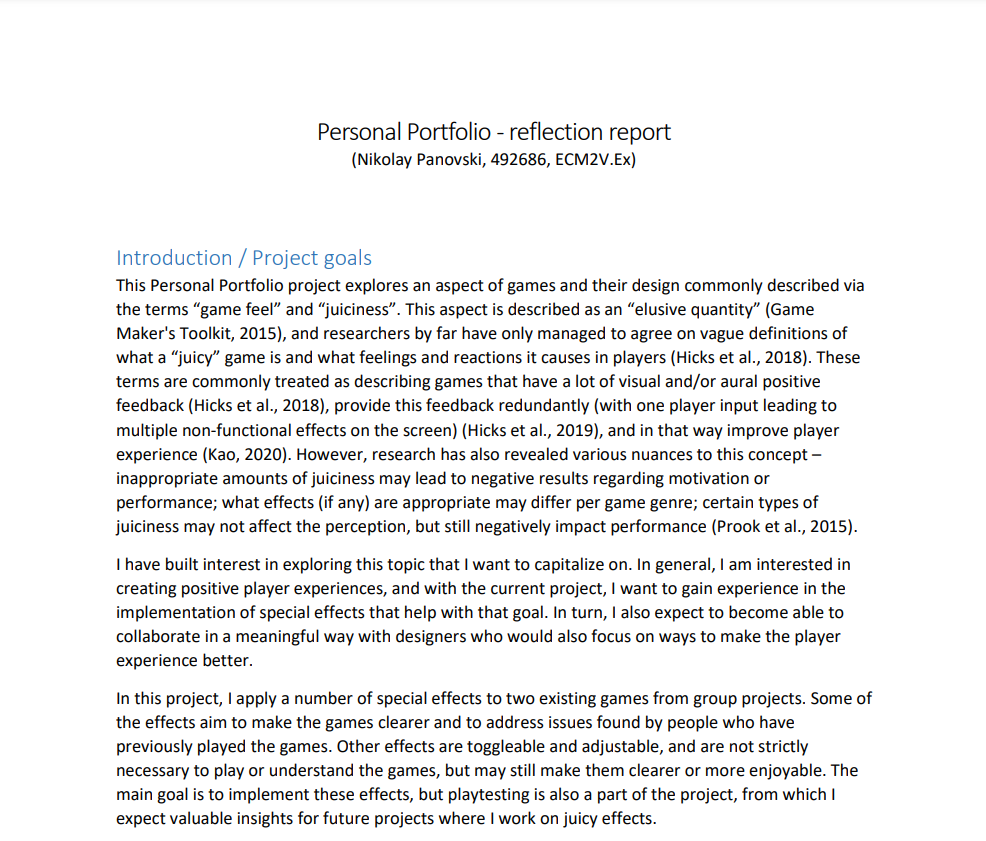 Personal Portfolio - reflection report
(Nikolay Panovski, 492686, ECM2V.Ex)
Introduction / Project goals
This Personal Portfolio project explores an aspect of games and their design commonly described via
the terms “game feel” and “juiciness”. This aspect is described as an “elusive quantity” (Game
Maker's Toolkit, 2015), and researchers by far have only managed to agree on vague definitions of
what a “juicy” game is and what feelings and reactions it causes in players (Hicks et al., 2018). These
terms are commonly treated as describing games that have a lot of visual and/or aural positive
feedback (Hicks et al., 2018), provide this feedback redundantly (with one player input leading to
multiple non-functional effects on the screen) (Hicks et al., 2019), and in that way improve player
experience (Kao, 2020). However, research has also revealed various nuances to this concept –
inappropriate amounts of juiciness may lead to negative results regarding motivation or
performance; what effects (if any) are appropriate may differ per game genre; certain types of
juiciness may not affect the perception, but still negatively impact performance (Prook et al., 2015).
I have built interest in exploring this topic that I want to capitalize on. In general, I am interested in
creating positive player experiences, and with the current project, I want to gain experience in the
implementation of special effects that help with that goal. In turn, I also expect to become able to
collaborate in a meaningful way with designers who would also focus on ways to make the player
experience better.
In this project, I apply a number of special effects to two existing games from group projects. Some of
the effects aim to make the games clearer and to address issues found by people who have
previously played the games. Other effects are toggleable and adjustable, and are not strictly
necessary to play or understand the games, but may still make them clearer or more enjoyable. The
main goal is to implement these effects, but playtesting is also a part of the project, from which I
expect valuable insights for future projects where I work on juicy effects.